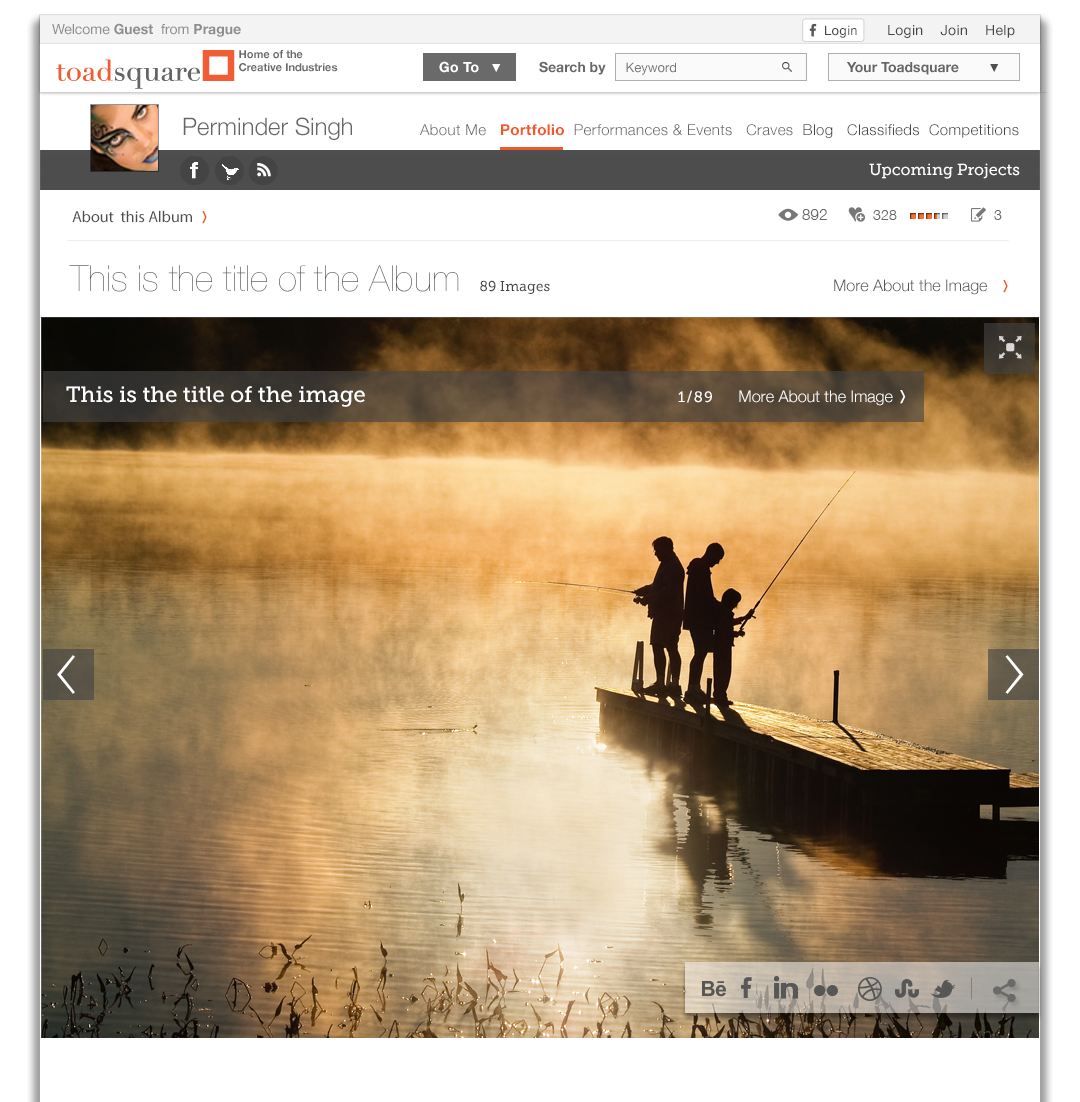 Welcome Guest from Prague
Login
Login Join Help
toadsquare
Home of the
Creative Industries
Go To ▼
Search by
Keyword
Your Toadsquare ▼
Perminder Singh
About Me Portfolio Performances & Events Craves Blog Classifieds Competitions
Upcoming Projects
About this Album 〉
892
328
3
This is the title of the Album
89 Images
More About the Image 〉
This is the title of the image
1/89
More About the Image 〉
Bē
in